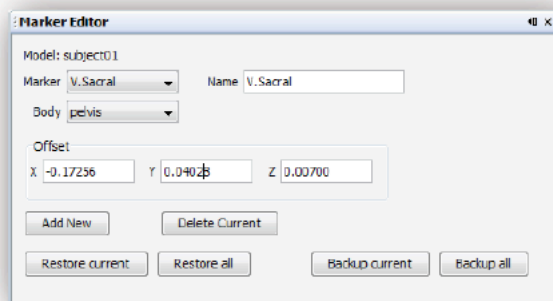 Marker Editor
Model: subject01
Marker V.Sacral Name V.Sacral
Body pelvis
Offset
X -0.17256 Y 0.04028 Z 0.00700
Add New Delete Current
Restore current Restore all Backup current Backup all